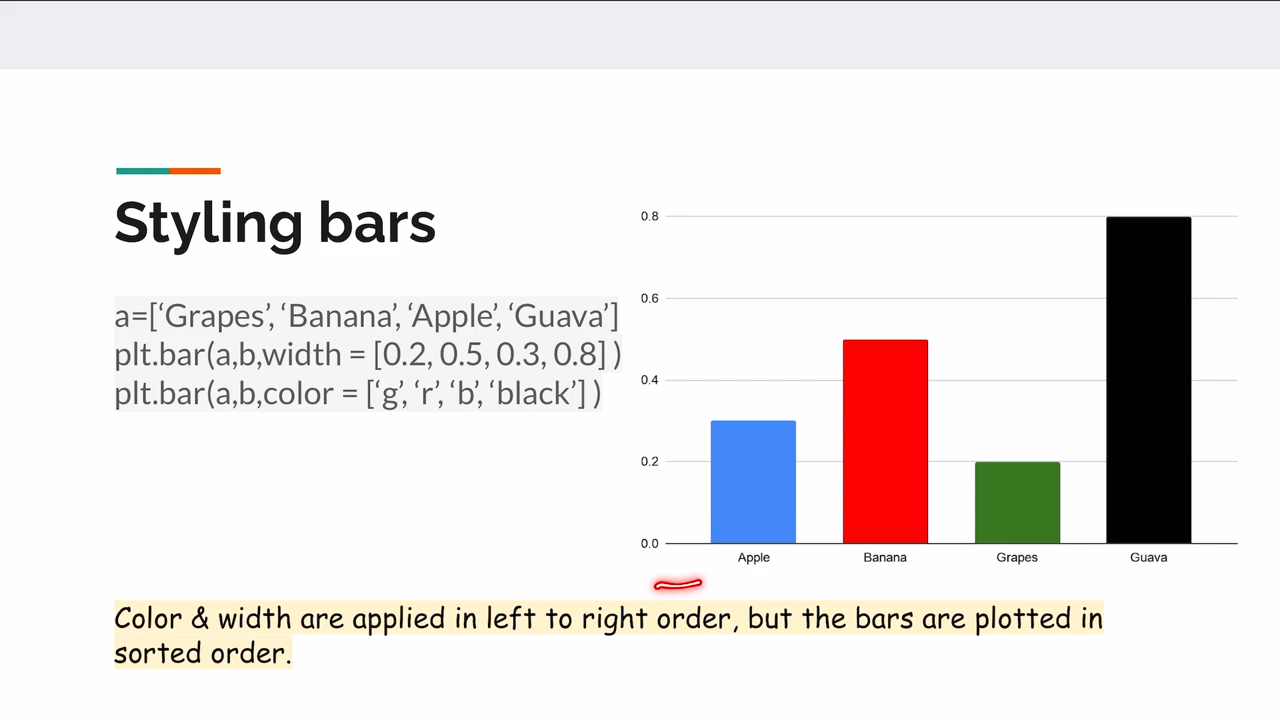 Styling bars
a=[‘Grapes’, ‘Banana’, ‘Apple’, ‘Guava’]
plt.bar(a,b,width = [0.2, 0.5, 0.3, 0.8] )
plt.bar(a,b,color = [‘g’, ‘r’, ‘b’, ‘black’] )
0.8
0.6
0.4
0.2
0.0
Apple Banana Grapes Guava
Color & width are applied in left to right order, but the bars are plotted in
sorted order.